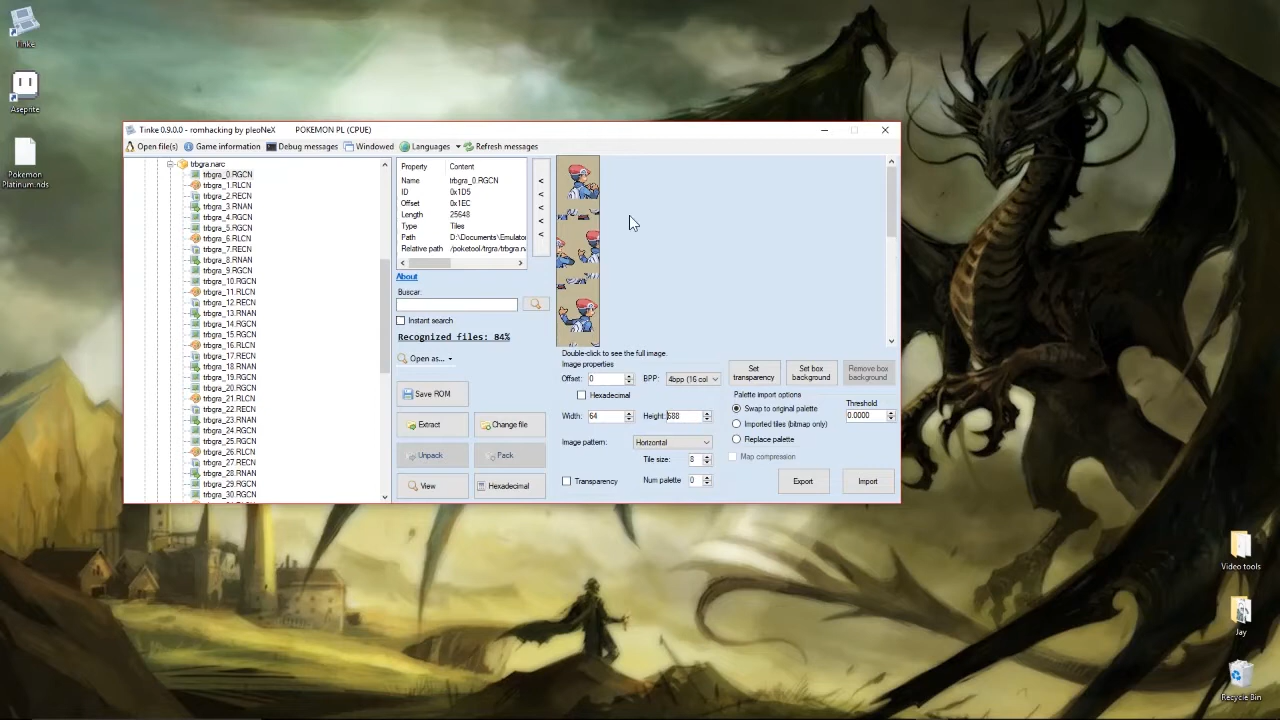 Tinke
Aseprite
Pokemon
Platinum.nds
Tinke 0.9.0.0 - romhacking by pleoNeX POKEMON PL (CPUE)
Open file(s) Game information Debug messages Windowed Languages Refresh messages
trbgra.narc
trbgra_0.RGCN
trbgra_1.RLCN
trbgra_2.RECN
trbgra_3.RNAN
trbgra_4.RGCN
trbgra_5.RGCN
trbgra_6.RLCN
trbgra_7.RECN
trbgra_8.RNAN
trbgra_9.RGCN
trbgra_10.RGCN
trbgra_11.RLCN
trbgra_12.RECN
trbgra_13.RNAN
trbgra_14.RGCN
trbgra_15.RGCN
trbgra_16.RLCN
trbgra_17.RECN
trbgra_18.RNAN
trbgra_19.RGCN
trbgra_20.RGCN
trbgra_21.RLCN
trbgra_22.RECN
trbgra_23.RNAN
trbgra_24.RGCN
trbgra_25.RGCN
trbgra_26.RLCN
trbgra_27.RECN
trbgra_28.RNAN
trbgra_29.RGCN
trbgra_30.RGCN
Property Content
Name trbgra_0.RGCN
ID 0x1D5
Offset 0x1EC
Length 25648
Type Tiles
Path D:\Documents\Emulator
Relative path /poketool/trgra/trbgra.na
<
<
<
<
<
About
Buscar:
Instant search
Recognized files: 84%
Open as...
Save ROM
Extract Change file
Unpack Pack
View Hexadecimal
Double-click to see the full image.
Image properties
Offset: 0 BPP: 4bpp (16 col
Hexadecimal
Width: 64 Height: 688
Image pattern: Horizontal
Tile size: 8
Transparency Num palette 0
Set transparency
Set box background
Remove box background
Palette import options
Swap to original palette
Imported tiles (bitmap only)
Replace palette
Map compression
Threshold
0.0000
Export Import
Video tools
Jay
Recycle Bin